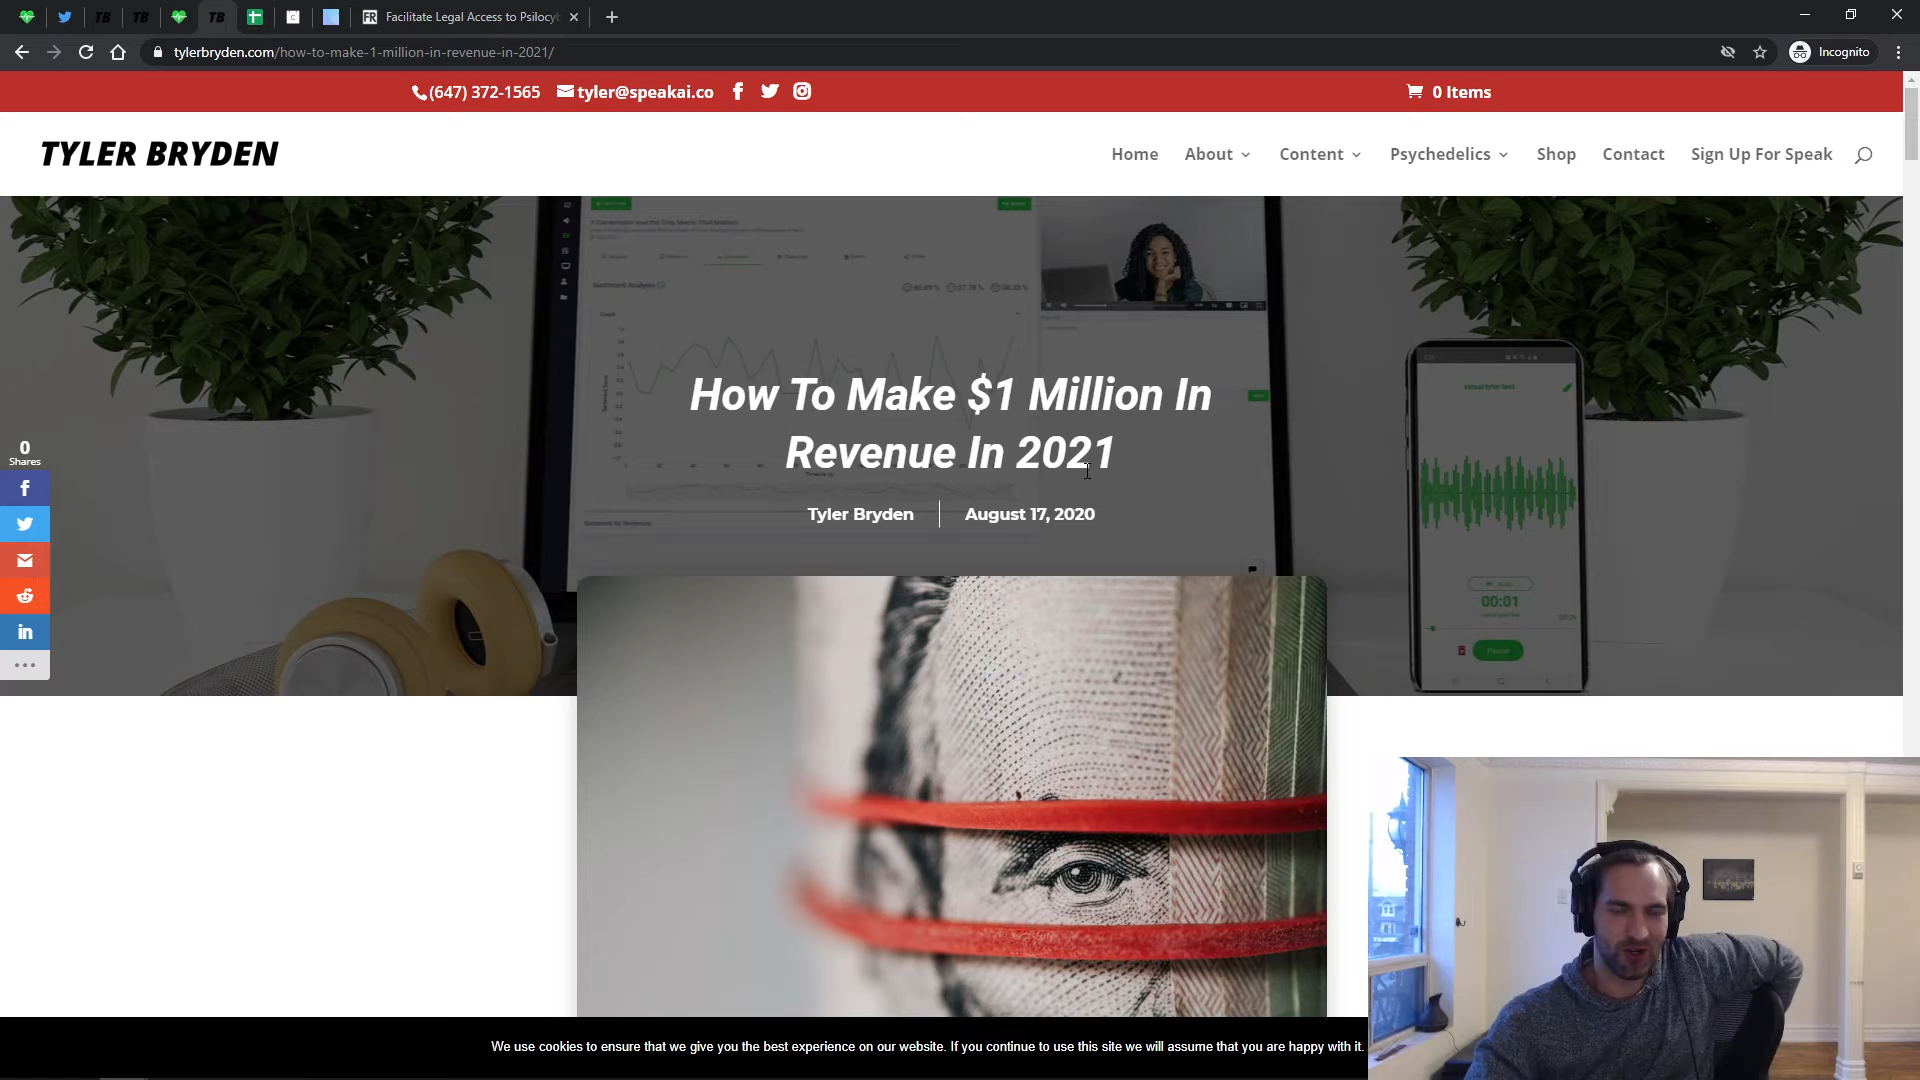 Facilitate Legal Access to Psilocyb
tylerbryden.com/how-to-make-1-million-in-revenue-in-2021/
Incognito
(647) 372-1565
tyler@speakai.co
0 Items
TYLER BRYDEN
Home
About
Content
Psychedelics
Shop
Contact
Sign Up For Speak
How To Make $1 Million In
Revenue In 2021
Tyler Bryden
August 17, 2020
0
Shares
00:01
Pause
We use cookies to ensure that we give you the best experience on our website. If you continue to use this site we will assume that you are happy with it.